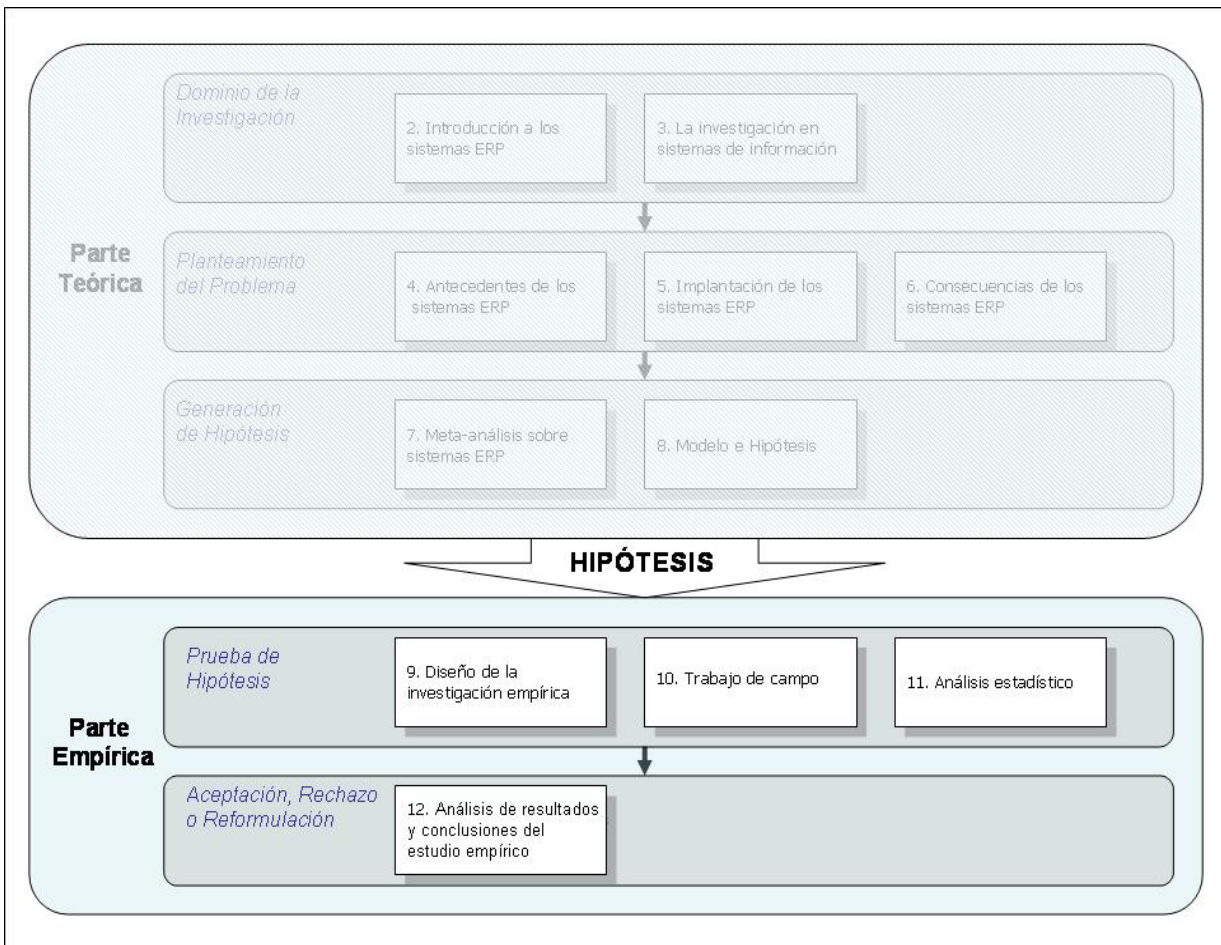 Dominio de la
Investigación
2. Introducción a los
sistemas ERP
3. La investigación en
sistemas de información
Parte
Teórica
Planteamiento
del Problema
4. Antecedentes de los
sistemas ERP
5. Implantación de los
sistemas ERP
6. Consecuencias de los
sistemas ERP
Generación
de Hipótesis
7. Meta-análisis sobre
sistemas ERP
8. Modelo e Hipótesis
HIPÓTESIS
Parte
Empírica
Prueba de
Hipótesis
9. Diseño de la
investigación empírica
10. Trabajo de campo
11. Análisis estadístico
Aceptación, Rechazo
o Reformulación
12. Análisis de resultados
y conclusiones del
estudio empírico